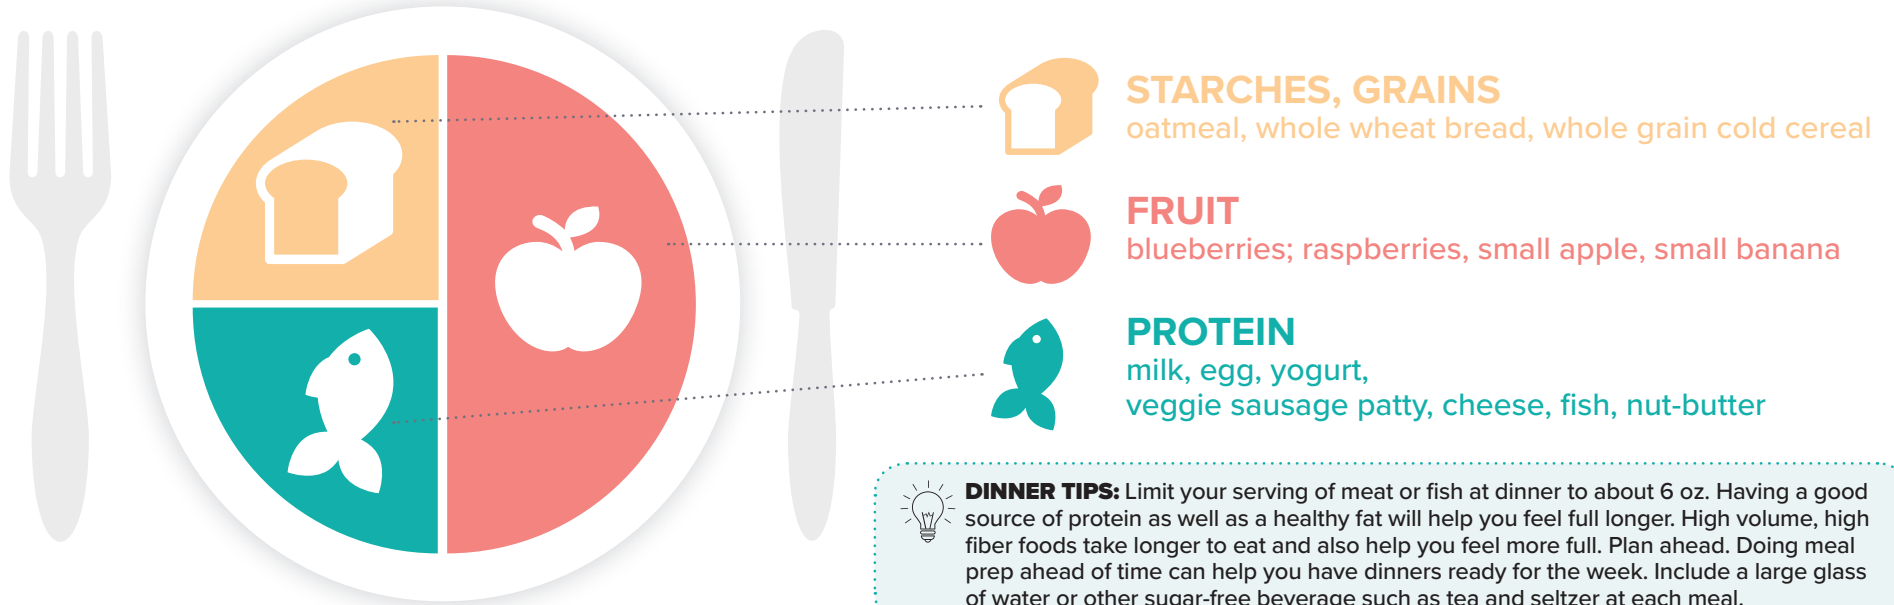 STARCHES, GRAINS
oatmeal, whole wheat bread, whole grain cold cereal
FRUIT
blueberries; raspberries, small apple, small banana
PROTEIN
milk, egg, yogurt,
veggie sausage patty, cheese, fish, nut-butter
DINNER TIPS: Limit your serving of meat or fish at dinner to about 6 oz. Having a good
source of protein as well as a healthy fat will help you feel full longer. High volume, high
fiber foods take longer to eat and also help you feel more full. Plan ahead. Doing meal
prep ahead of time can help you have dinners ready for the week. Include a large glass
of water or other sugar-free beverage such as tea and seltzer at each meal.